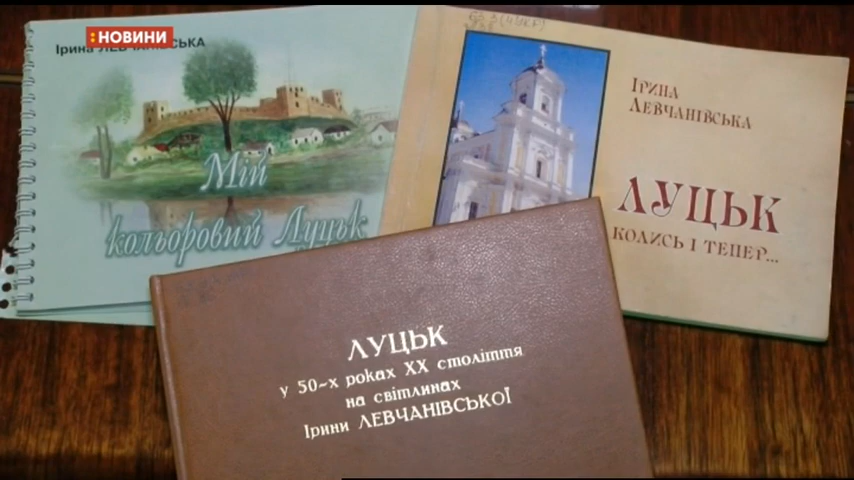 : НОВИНИ
Ірина ЛЕВЧАНІВСЬКА
Мій
кольоровий Луцьк
Ірина
Левчанівська
ЛУЦЬК
КОЛИСЬ І ТЕПЕР...
ЛУЦЬК
у 50-х роках ХХ століття
на світлинах
Ірини ЛЕВЧАНІВСЬКОЇ